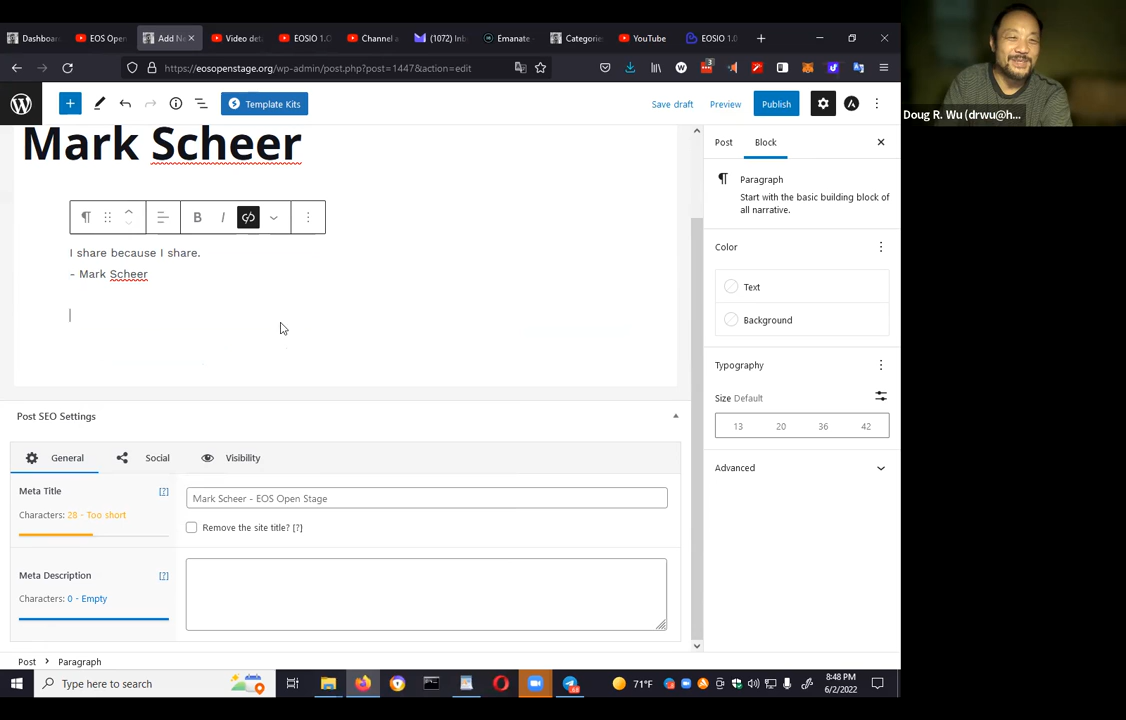 Dashboa
EOS Open
Add Ne
Video det
EOSIO 1.0
Channel a
(1072) Inb
Emanate
Categorie
YouTube
EOSIO 1.0
https://eosopenstage.org/wp-admin/post.php?post=1447&action=edit
3
Template Kits
Save draft
Preview
Publish
Doug R. Wu (drwu@h...
Mark Scheer
Post
Block
Paragraph
Start with the basic building block of
all narrative.
B
I
I share because I share.
- Mark Scheer
Color
Text
Background
Typography
Size Default
13
20
36
42
Advanced
Post SEO Settings
General
Social
Visibility
Meta Title
[?]
Characters: 28 - Too short
Mark Scheer - EOS Open Stage
Remove the site title? [?]
Meta Description
[?]
Characters: 0 - Empty
Post
Paragraph
Type here to search
71°F
8:48 PM
6/2/2022